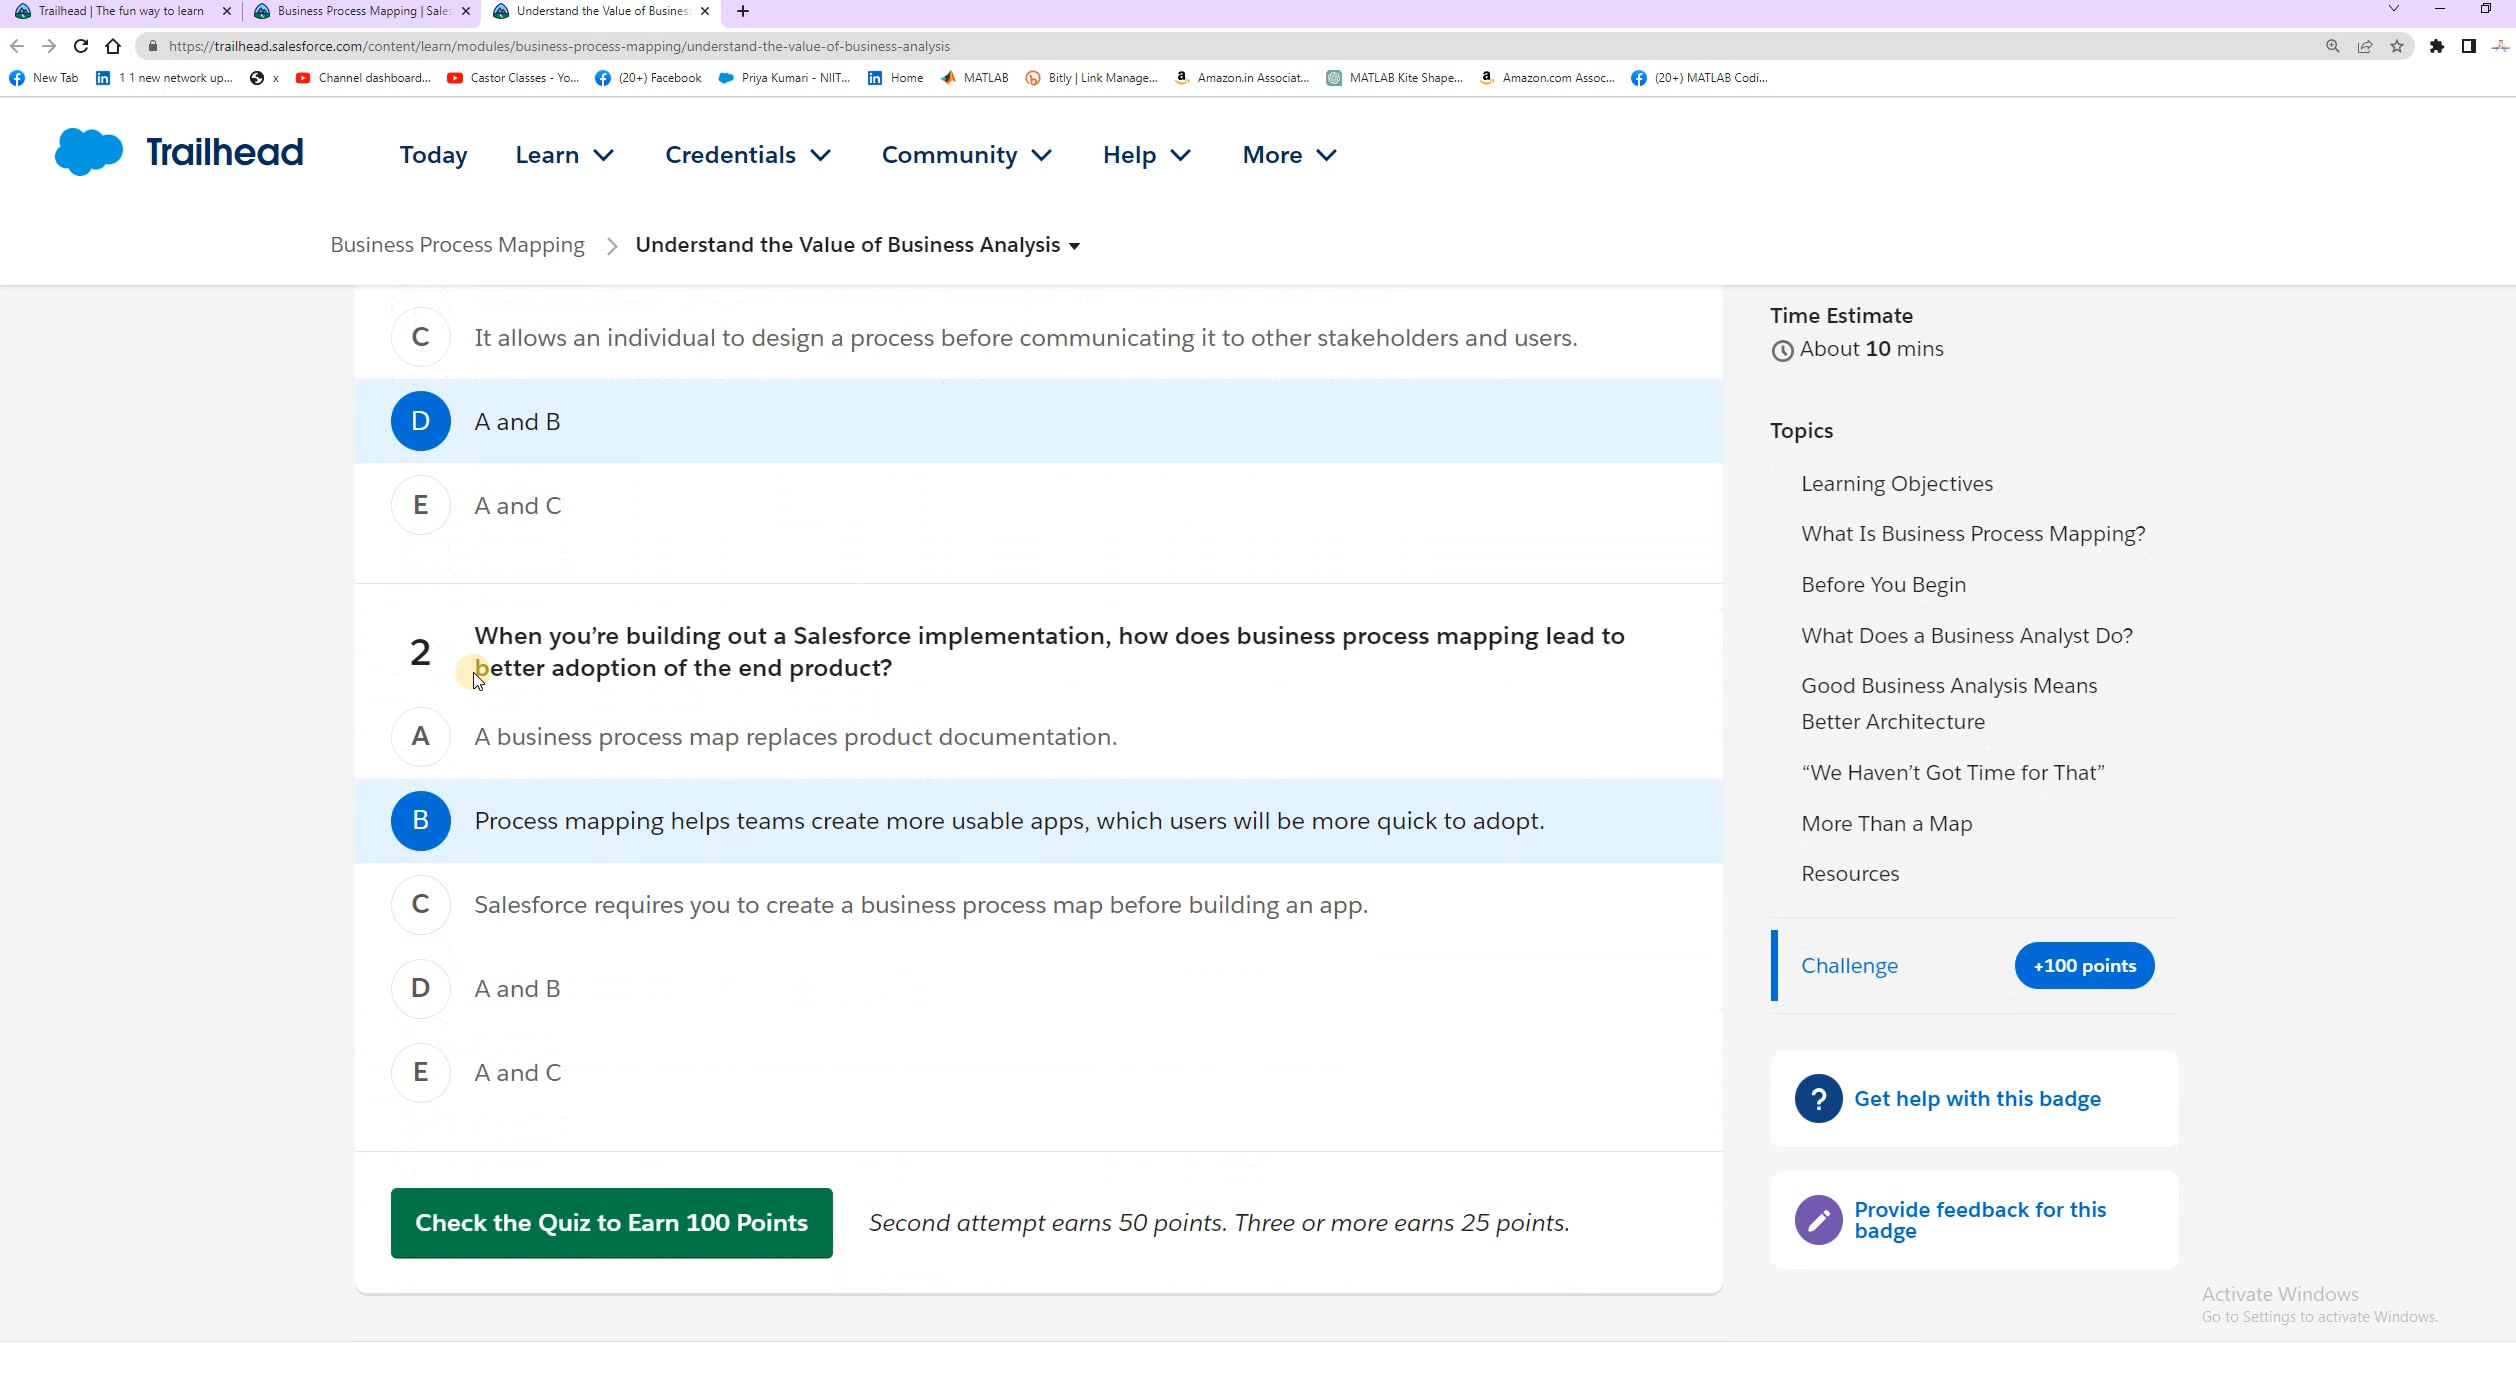 Trailhead | The fun way to learn
Business Process Mapping | Sales
Understand the Value of Busines
https://trailhead.salesforce.com/content/learn/modules/business-process-mapping/understand-the-value-of-business-analysis
New Tab
1 1 new network up...
x
Channel dashboard...
Castor Classes - Yo...
(20+) Facebook
Priya Kumari - NIIT...
Home
MATLAB
Bitly | Link Manage...
Amazon.in Associat...
MATLAB Kite Shape...
Amazon.com Assoc...
(20+) MATLAB Codi...
Trailhead
Today
Learn
Credentials
Community
Help
More
Business Process Mapping
Understand the Value of Business Analysis
C It allows an individual to design a process before communicating it to other stakeholders and users.
D A and B
E A and C
2 When you’re building out a Salesforce implementation, how does business process mapping lead to
better adoption of the end product?
A A business process map replaces product documentation.
B Process mapping helps teams create more usable apps, which users will be more quick to adopt.
C Salesforce requires you to create a business process map before building an app.
D A and B
E A and C
Check the Quiz to Earn 100 Points
Second attempt earns 50 points. Three or more earns 25 points.
Time Estimate
About 10 mins
Topics
Learning Objectives
What Is Business Process Mapping?
Before You Begin
What Does a Business Analyst Do?
Good Business Analysis Means
Better Architecture
“We Haven’t Got Time for That”
More Than a Map
Resources
Challenge
+100 points
? Get help with this badge
Provide feedback for this
badge
Activate Windows
Go to Settings to activate Windows.